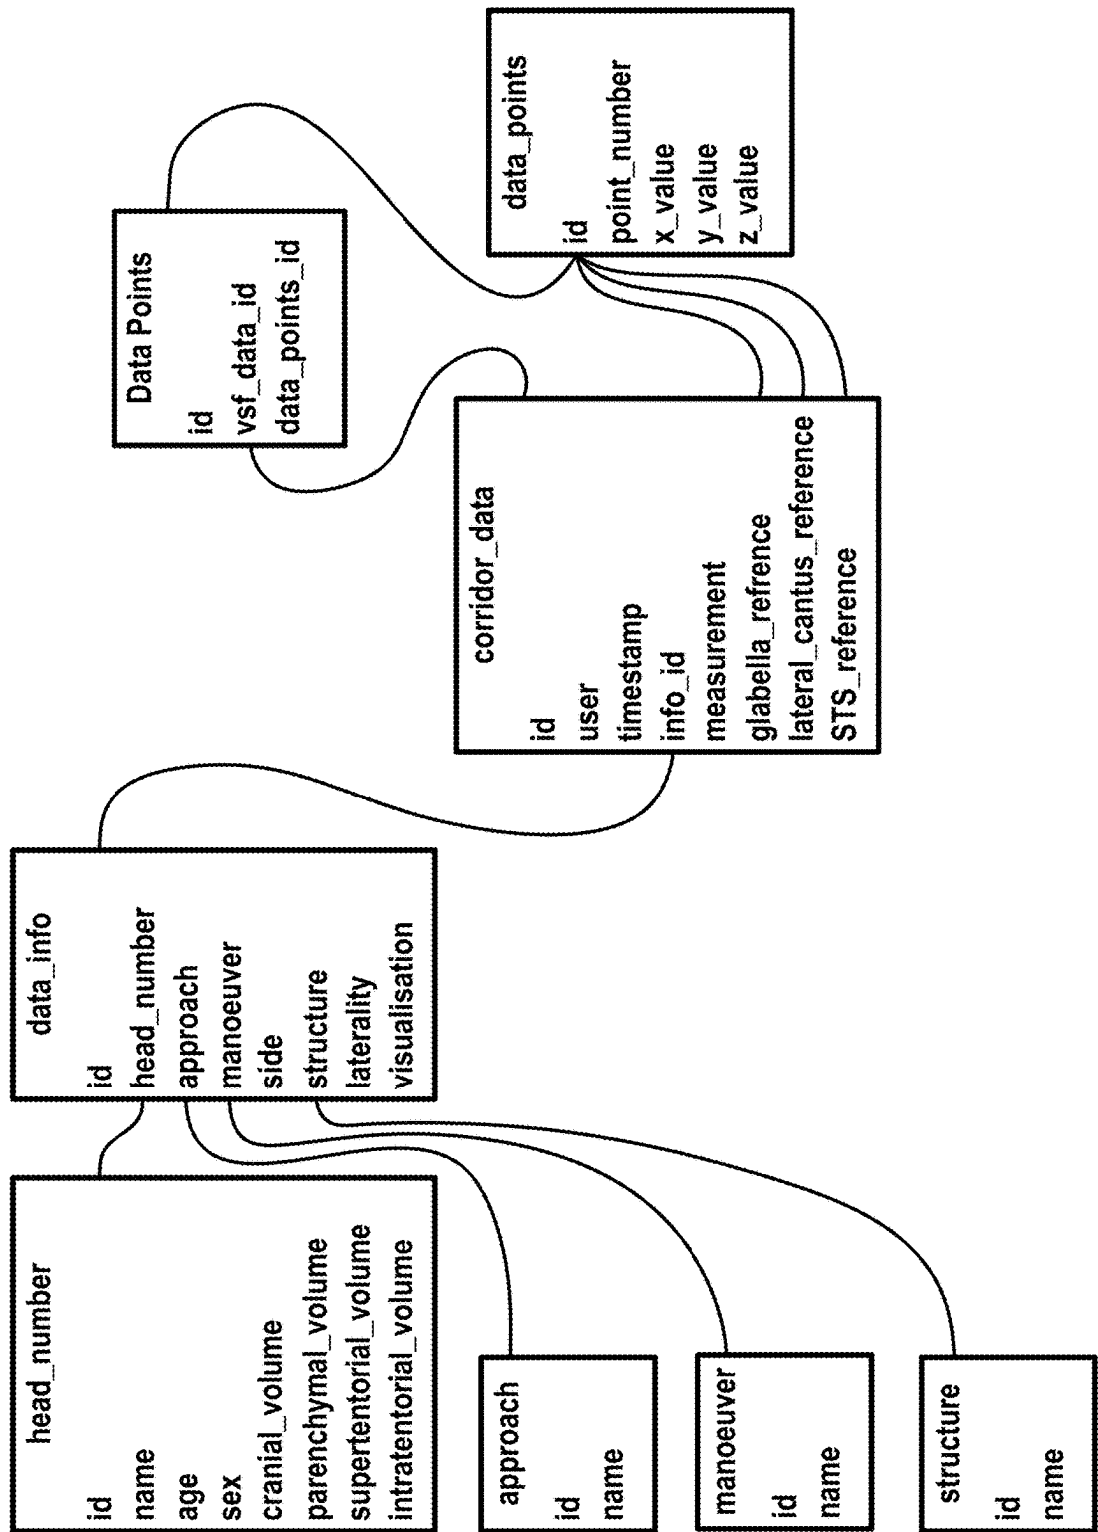 head_number
id
name
age
sex
cranial_volume
parenchymal_volume
supertentorial_volume
intratentorial_volume
approach
id
name
manoeuver
id
name
structure
id
name
data_info
id
head_number
approach
manoeuver
side
structure
laterality
visualisation
corridor_data
id
user
timestamp
info_id
measurement
glabella_refrence
lateral_cantus_reference
STS_reference
Data Points
id
vsf_data_id
data_points_id
data_points
id
point_number
x_value
y_value
z_value